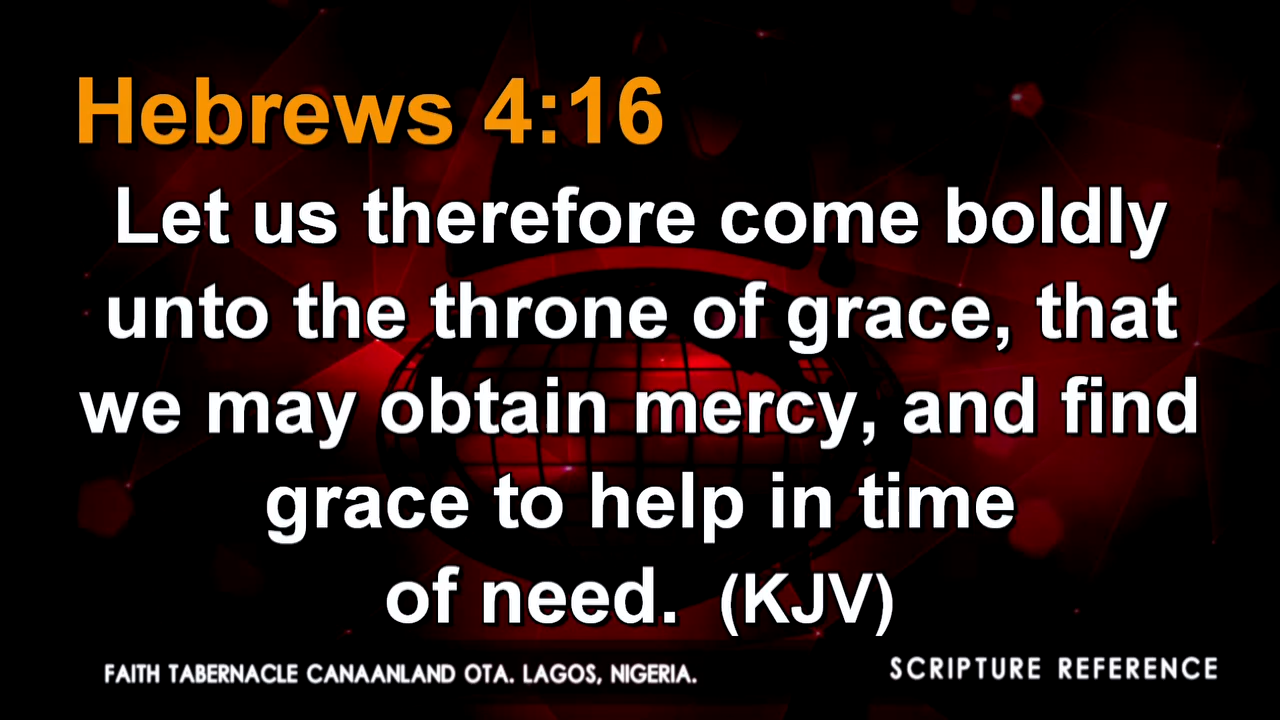 Hebrews 4:16
Let us therefore come boldly
unto the throne of grace, that
we may obtain mercy, and find
grace to help in time
of need. (KJV)
FAITH TABERNACLE CANAANLAND OTA. LAGOS, NIGERIA.
SCRIPTURE REFERENCE